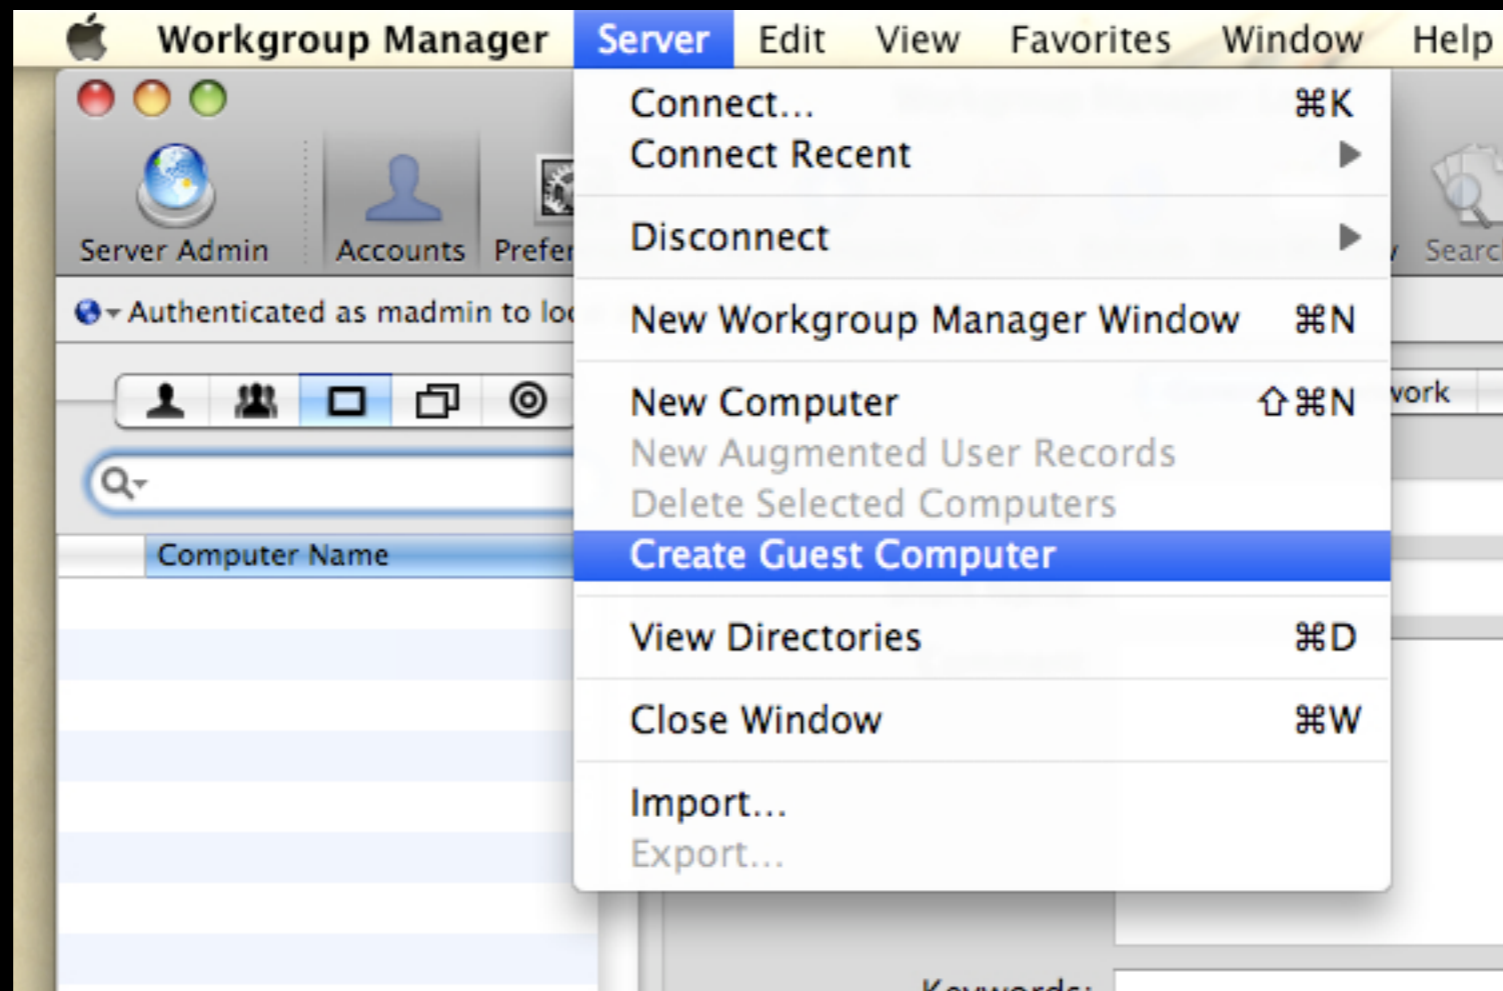 Workgroup Manager Server Edit View Favorites Window Help
Connect... ⌘K
Connect Recent
Server Admin Accounts
Disconnect
Authenticated as madmin to
New Workgroup Manager Window ⌘N
New Computer ⇧⌘N
New Augmented User Records
Delete Selected Computers
Computer Name
Create Guest Computer
View Directories ⌘D
Close Window ⌘W
Import...
Export...